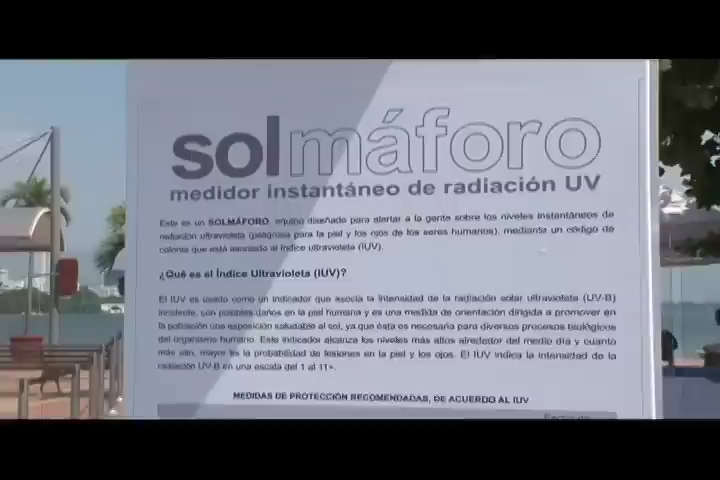 solmáforo
medidor instantáneo de radiación UV
Este es un SOLMÁFORO, equipo diseñado para alertar a la gente sobre los niveles instantáneos de
radiación ultravioleta (peligrosa para la piel y los ojos de los seres humanos), mediante un código de
colores que está asociado al índice ultravioleta (IUV).
¿Qué es el Índice Ultravioleta (IUV)?
El IUV es usado como un indicador que asocia la intensidad de la radiación solar ultravioleta (UV-B)
incidente, con posibles daños en la piel humana y es una medida de orientación dirigida a promover en
la población una exposición saludable al sol, ya que ésta es necesaria para diversos procesos biológicos
del organismo humano. Este indicador alcanza los niveles más altos alrededor del medio día y cuanto
más alto, mayor es la probabilidad de lesiones en la piel y los ojos. El IUV indica la intensidad de la
radiación UV-B en una escala del 1 al 11+.
MEDIDAS DE PROTECCIÓN RECOMENDADAS, DE ACUERDO AL IUV